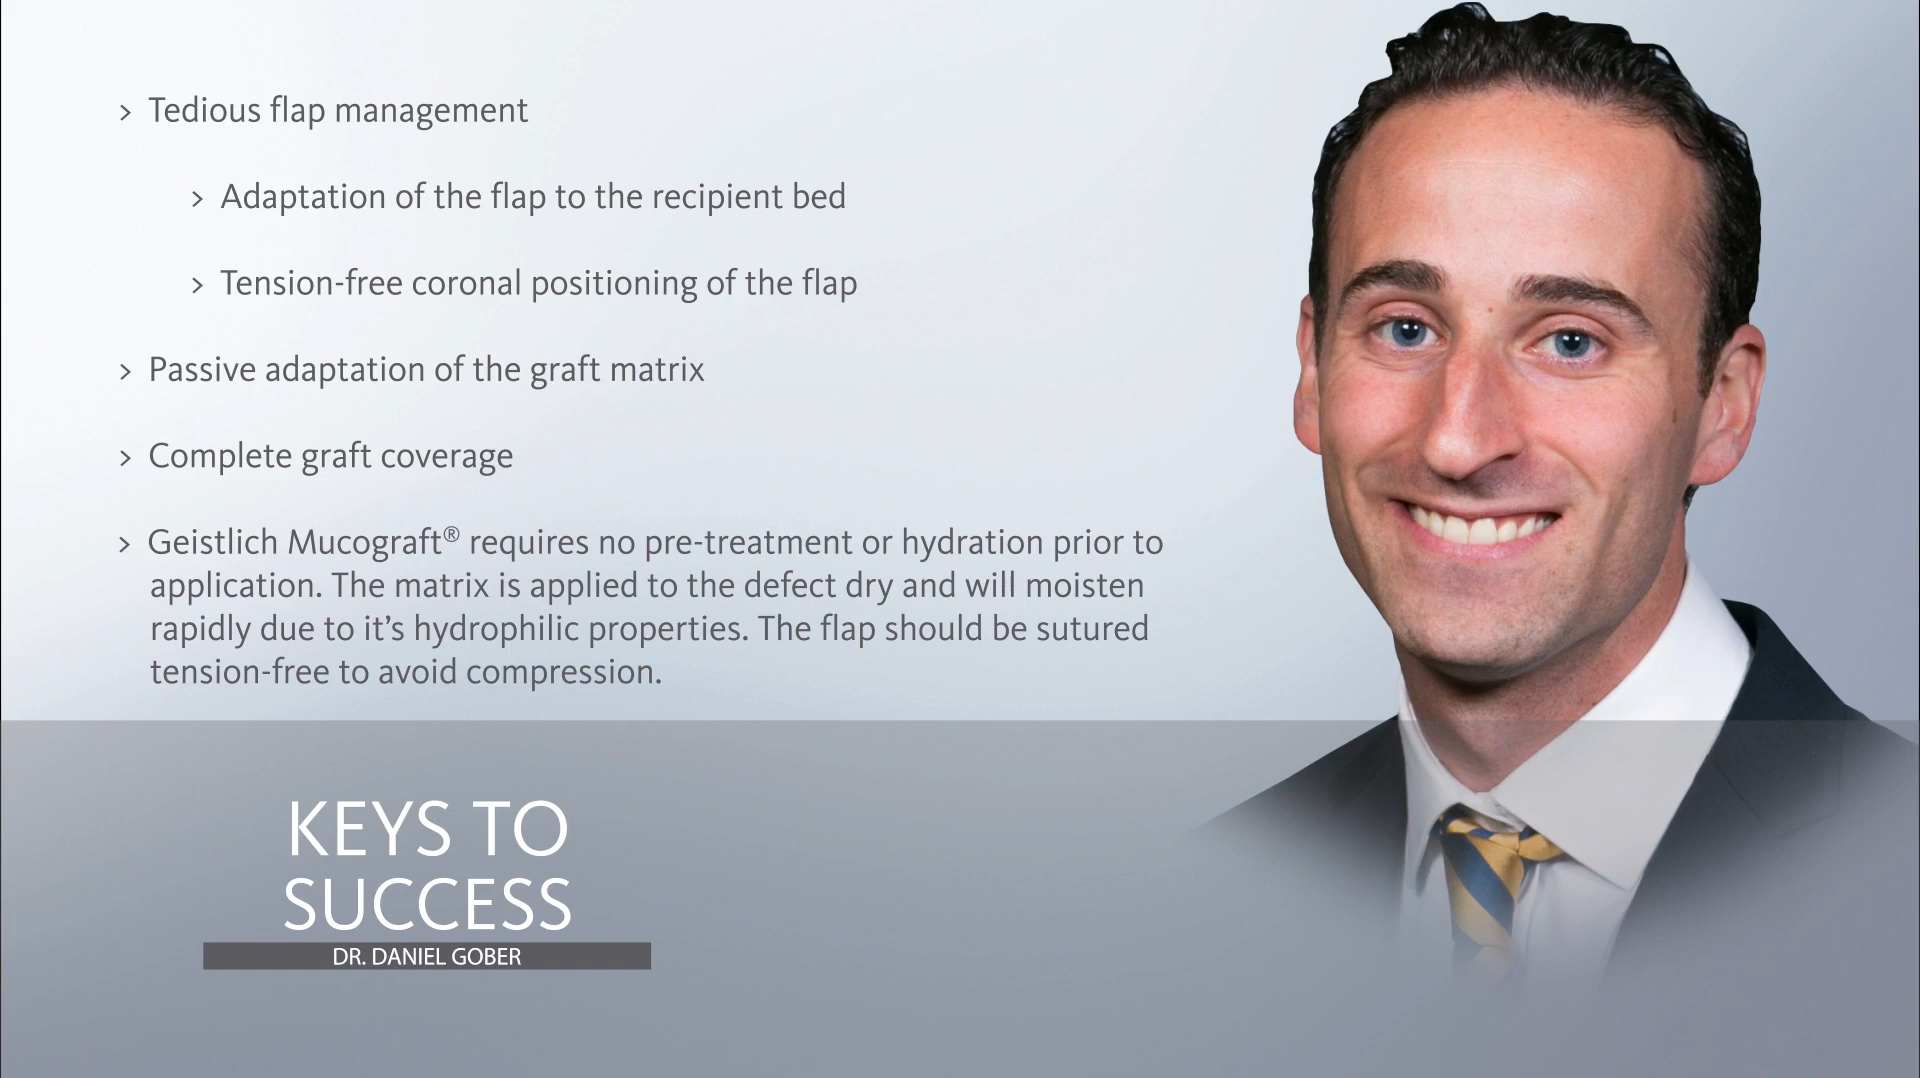 > Tedious flap management
> Adaptation of the flap to the recipient bed
> Tension-free coronal positioning of the flap
> Passive adaptation of the graft matrix
> Complete graft coverage
> Geistlich Mucograft® requires no pre-treatment or hydration prior to
application. The matrix is applied to the defect dry and will moisten
rapidly due to it’s hydrophilic properties. The flap should be sutured
tension-free to avoid compression.
KEYS TO
SUCCESS
DR. DANIEL GOBER